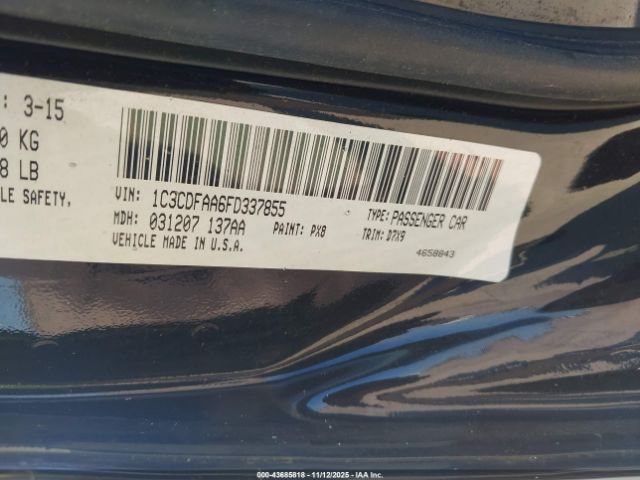 : 3-15
0 KG
8 LB
LE SAFETY,
VIN: 1C3CDFAA6FD337855
TYPE: PASSENGER CAR
MDH: 031207 137AA
PAINT: PX8
TRIM: D7X9
VEHICLE MADE IN U.S.A.
4658843
00-43685818 - 11/12/2025 - IAA Inc.